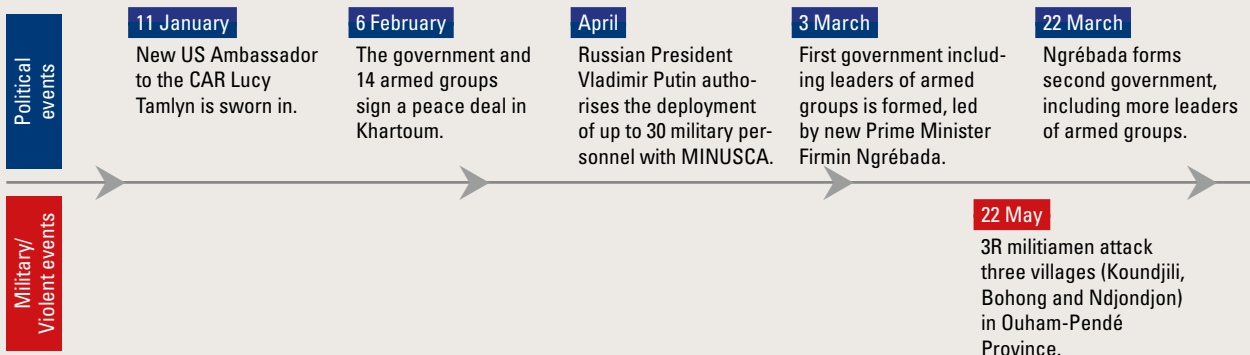 Political
events
11 January
New US Ambassador
to the CAR Lucy
Tamlyn is sworn in.
6 February
The government and
14 armed groups
sign a peace deal in
Khartoum.
April
Russian President
Vladimir Putin autho-
rises the deployment
of up to 30 military per-
sonnel with MINUSCA.
3 March
First government includ-
ing leaders of armed
groups is formed, led
by new Prime Minister
Firmin Ngrébada.
22 March
Ngrébada forms
second government,
including more leaders
of armed groups.
Military/
Violent events
22 May
3R militiamen attack
three villages (Koundjili,
Bohong and Ndjondjon)
in Ouham-Pendé
Province.